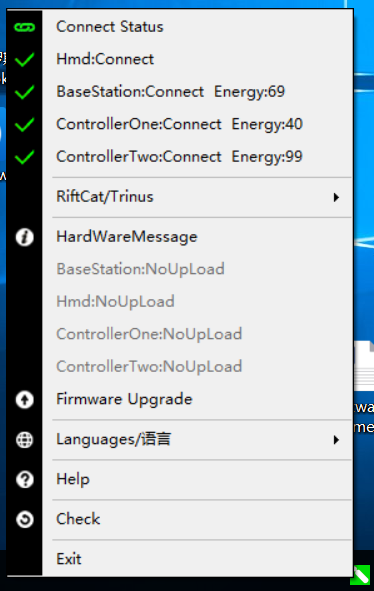 Connect Status
Hmd:Connect
BaseStation:Connect Energy:69
ControllerOne:Connect Energy:40
ControllerTwo:Connect Energy:99
RiftCat/Trinus
HardWareMessage
BaseStation:NoUpLoad
Hmd:NoUpLoad
ControllerOne:NoUpLoad
ControllerTwo:NoUpLoad
Firmware Upgrade
Languages/语言
Help
Check
Exit